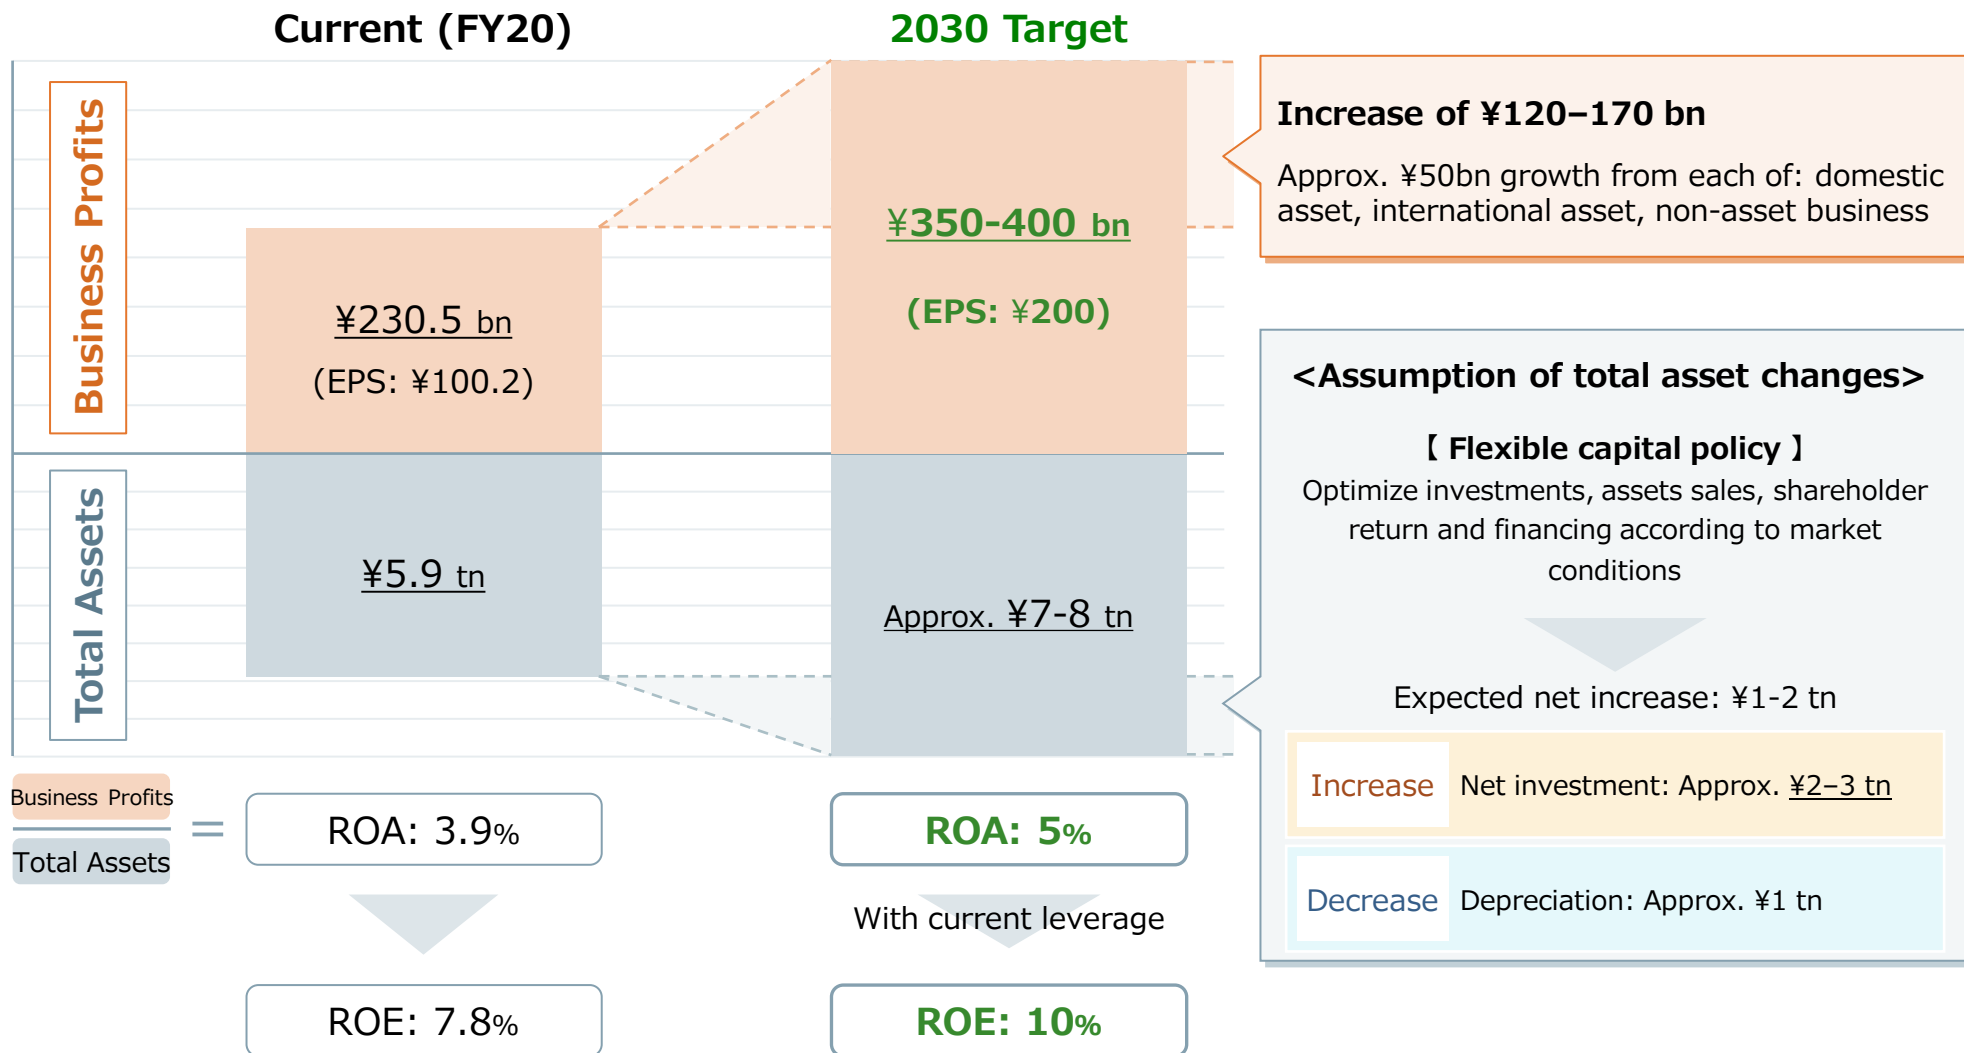 Current (FY20)
2030 Target
Business Profits
¥230.5 bn
(EPS: ¥100.2)
¥350-400 bn
(EPS: ¥200)
Increase of ¥120–170 bn
Approx. ¥50bn growth from each of: domestic
asset, international asset, non-asset business
Total Assets
¥5.9 tn
Approx. ¥7-8 tn
<Assumption of total asset changes>
【 Flexible capital policy 】
Optimize investments, assets sales, shareholder
return and financing according to market
conditions
Expected net increase: ¥1-2 tn
Increase Net investment: Approx. ¥2–3 tn
Decrease Depreciation: Approx. ¥1 tn
Business Profits
Total Assets
=
ROA: 3.9%
ROA: 5%
With current leverage
ROE: 7.8%
ROE: 10%